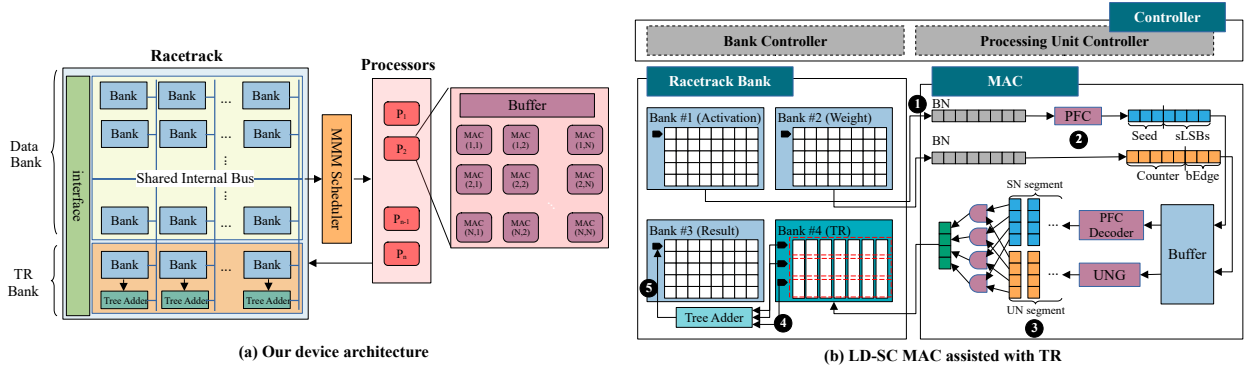 Racetrack
Processors
Data
Bank
TR
Bank
interface
Bank
Bank
...
Bank
Bank
Bank
...
Bank
Shared Internal Bus
Bank
Bank
...
Bank
Bank
Bank
...
Bank
Tree Adder
Tree Adder
Tree Adder
MMM Scheduler
P1
P2
Pn-1
Pn
Buffer
MAC
(1,1)
MAC
(1,2)
MAC
(1,N)
MAC
(2,1)
MAC
(2,2)
MAC
(2,N)
MAC
(N,1)
MAC
(N,2)
MAC
(N,N)
(a) Our device architecture
Controller
Bank Controller
Processing Unit Controller
Racetrack Bank
Bank #1 (Activation)
Bank #2 (Weight)
Bank #3 (Result)
Bank #4 (TR)
Tree Adder
5
4
MAC
1
BN
PFC
2
Seed
sLSBs
BN
Counter
bEdge
SN segment
...
PFC
Decoder
Buffer
...
UNG
UN segment
3
(b) LD-SC MAC assisted with TR